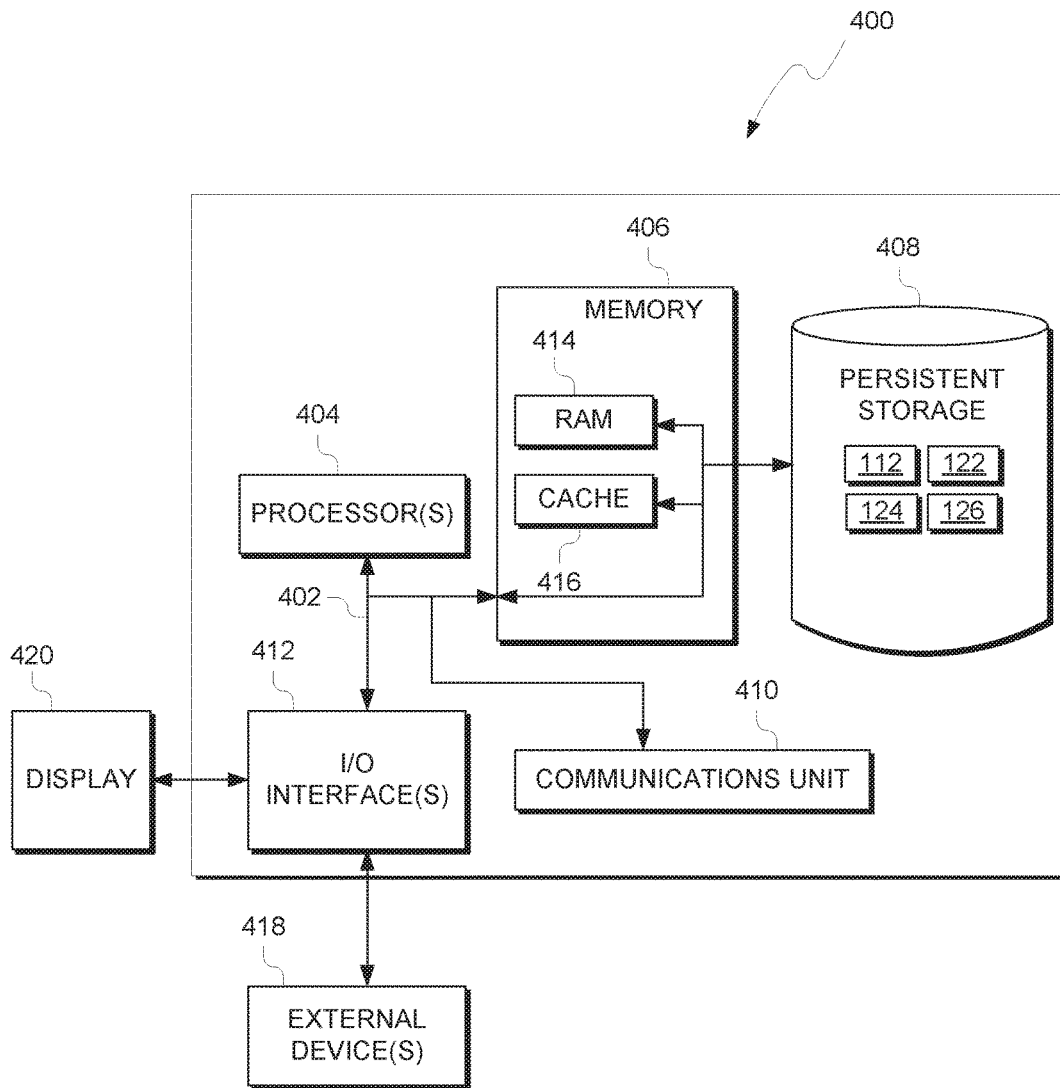 400
406
408
MEMORY
414
RAM
PERSISTENT
STORAGE
404
112 122
PROCESSOR(S)
CACHE
124 126
416
402
420
412
410
DISPLAY
I/O
INTERFACE(S)
COMMUNICATIONS UNIT
418
EXTERNAL
DEVICE(S)